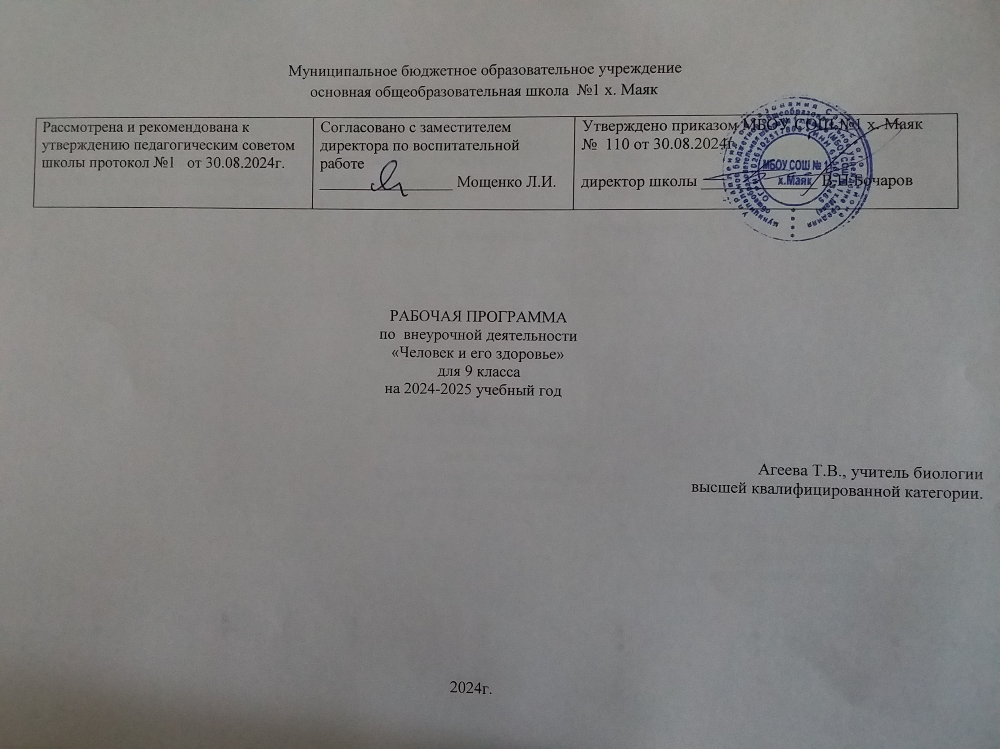 Муниципальное бюджетное образовательное учреждение
основная общеобразовательная школа №1 х. Маяк
Рассмотрена и рекомендована к
утверждению педагогическим советом
школы протокол №1 от 30.08.2024г.
Согласовано с заместителем
директора по воспитательной
работе
Мощенко Л.И.
Утверждено приказом МБОУ СОШ №1 х. Маяк
№ 110 от 30.08.2024г.
директор школы В.П.Бочаров
МБОУ СОШ № 1
х.Маяк
РАБОЧАЯ ПРОГРАММА
по внеурочной деятельности
«Человек и его здоровье»
для 9 класса
на 2024-2025 учебный год
Агеева Т.В., учитель биологии
высшей квалифицированной категории.
2024г.